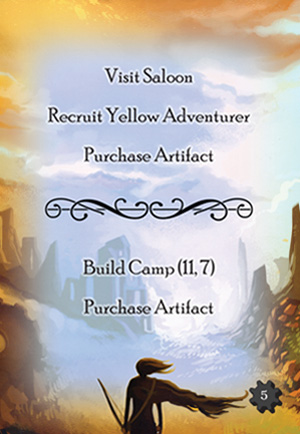 Visit Saloon
Recruit Yellow Adventurer
Purchase Artifact
Build Camp (11, 7)
Purchase Artifact
5